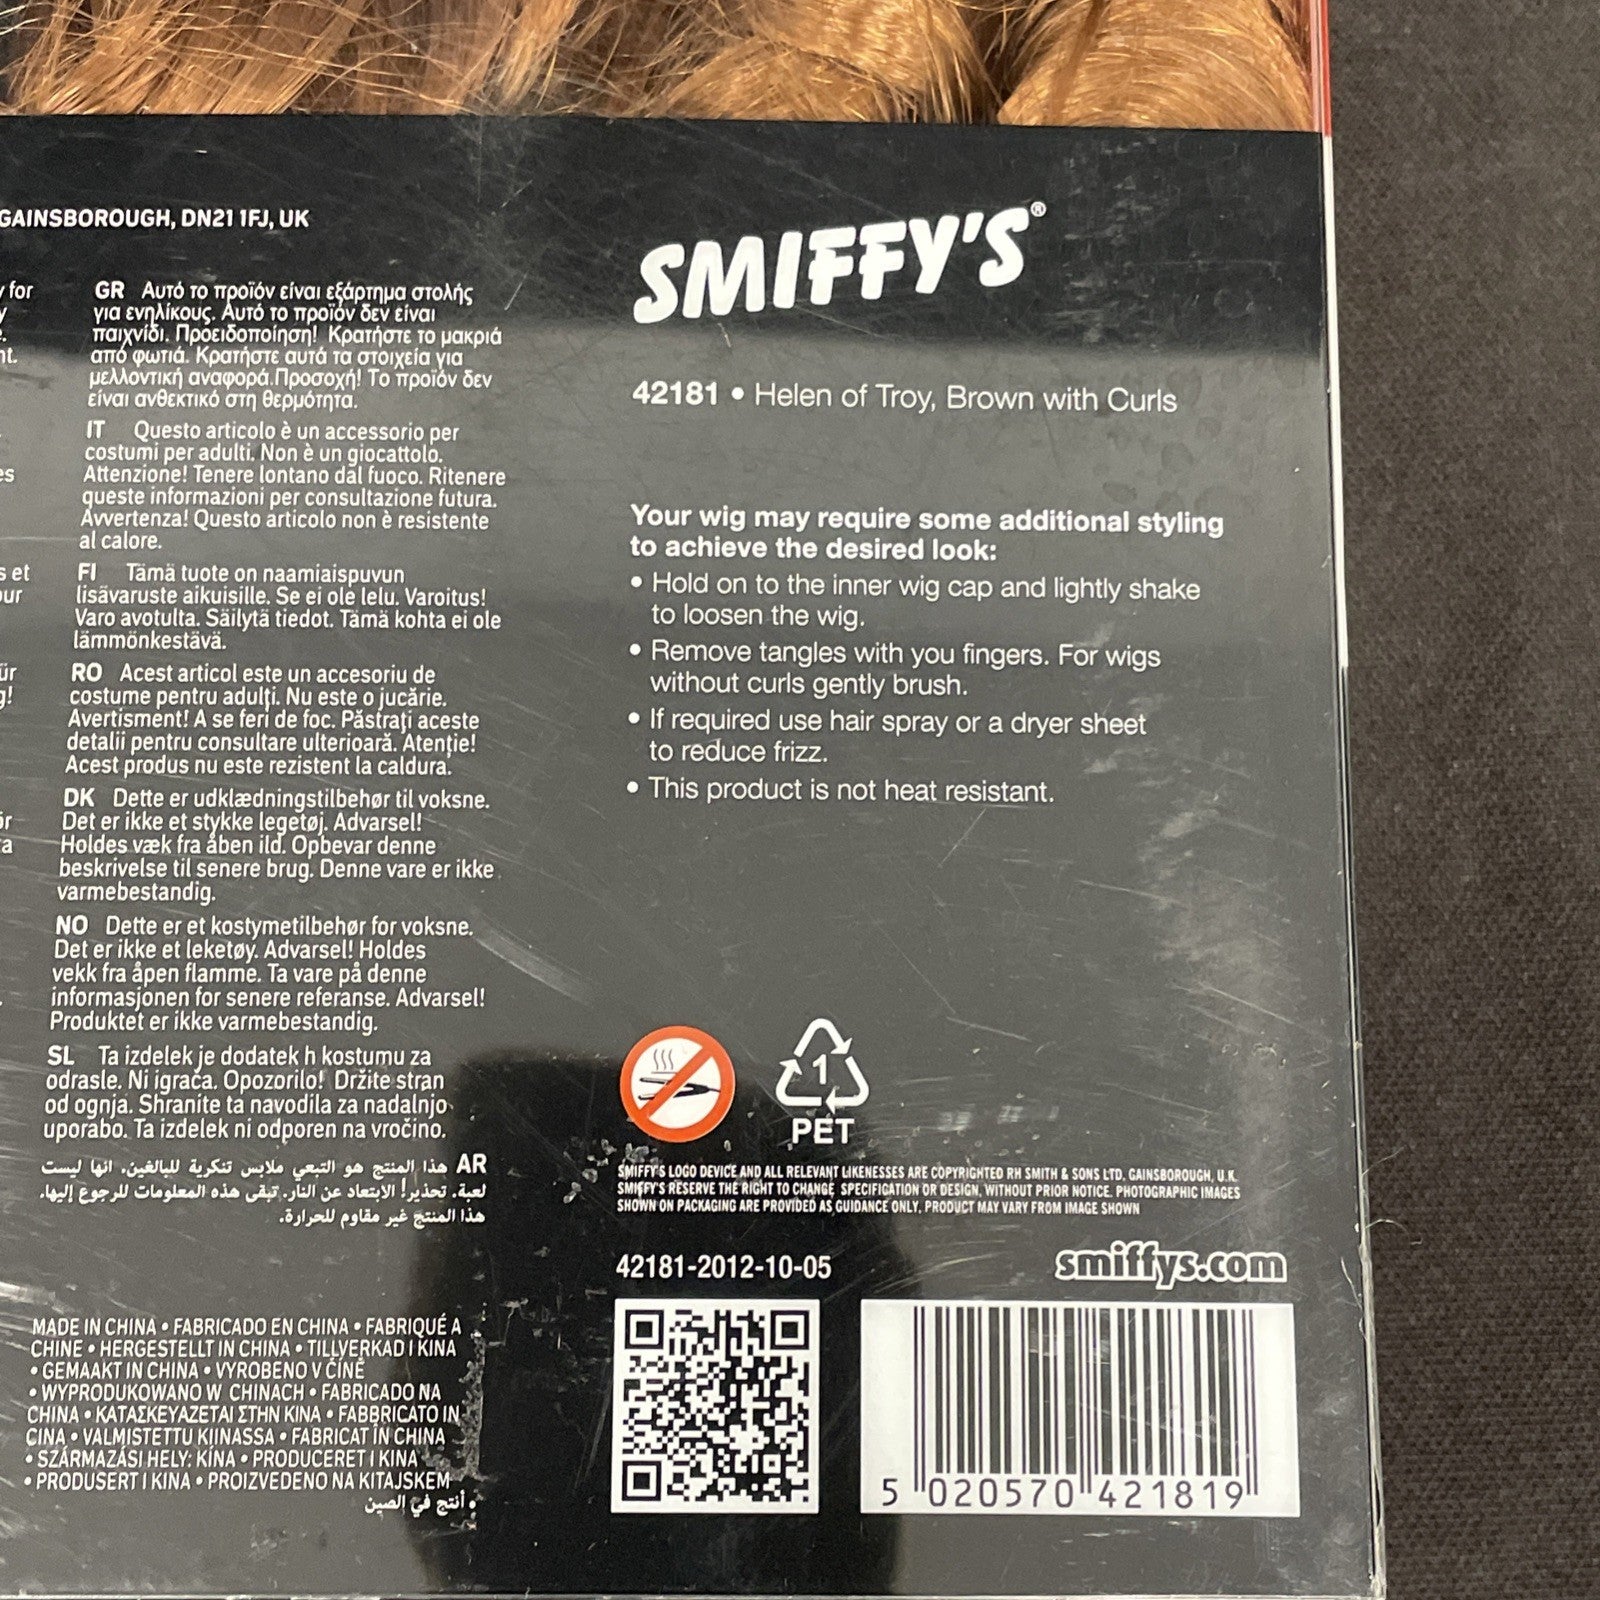 GAINSBOROUGH, DN21 1FJ, UK
for
y
nt.
es
s et
our
ür
g!
ör
ra
GR Αυτό το προϊόν είναι εξάρτημα στολής
για ενηλίκους. Αυτό το προϊόν δεν είναι
παιχνίδι. Προειδοποίηση! Κρατήστε το μακριά
από φωτιά. Κρατήστε αυτά τα στοιχεία για
μελλοντική αναφορά.Προσοχή! Το προϊόν δεν
είναι ανθεκτικό στη θερμότητα.
IT Questo articolo è un accessorio per
costumi per adulti. Non è un giocattolo.
Attenzione! Tenere lontano dal fuoco. Ritenere
queste informazioni per consultazione futura.
Avvertenza! Questo articolo non è resistente
al calore.
FI Tämä tuote on naamiaispuvun
lisävaruste aikuisille. Se ei ole lelu. Varoitus!
Varo avotulta. Säilytä tiedot. Tämä kohta ei ole
lämmönkestävä.
RO Acest articol este un accesoriu de
costume pentru adulți. Nu este o jucărie.
Avertisment! A se feri de foc. Păstrați aceste
detalii pentru consultare ulterioară. Atenție!
Acest produs nu este rezistent la caldura.
DK Dette er udklædningstilbehør til voksne.
Det er ikke et stykke legetøj. Advarsel!
Holdes væk fra åben ild. Opbevar denne
beskrivelse til senere brug. Denne vare er ikke
varmebestandig.
NO Dette er et kostymetilbehør for voksne.
Det er ikke et leketøy. Advarsel! Holdes
vekk fra åpen flamme. Ta vare på denne
informasjonen for senere referanse. Advarsel!
Produktet er ikke varmebestandig.
SL Ta izdelek je dodatek h kostumu za
odrasle. Ni igrača. Opozorilo! Držite stran
od ognja. Shranite ta navodila za nadaljno
uporabo. Ta izdelek ni odporen na vročino.
AR هذا المنتج هو التبعي ملابس تنكرية للبالغين. انها ليست
لعبة. تحذير! الابتعاد عن النار. تبقى هذه المعلومات للرجوع إليها.
هذا المنتج غير مقاوم للحرارة.
MADE IN CHINA • FABRICADO EN CHINA • FABRIQUÉ A
CHINE • HERGESTELLT IN CHINA • TILLVERKAD I KINA
• GEMAAKT IN CHINA • VYROBENO V ČÍNĚ
• WYPRODUKOWANO W CHINACH • FABRICADO NA
CHINA • ΚΑΤΑΣΚΕΥΑΖΕΤΑΙ ΣΤΗΝ ΚΙΝΑ • FABBRICATO IN
CINA • VALMISTETTU KIINASSA • FABRICAT ÎN CHINA
• SZÁRMAZÁSI HELY: KÍNA • PRODUCERET I KINA
• PRODUSERT I KINA • PROIZVEDENO NA KITAJSKEM
• أنتج في الصين
SMIFFY'S®
42181 • Helen of Troy, Brown with Curls
Your wig may require some additional styling
to achieve the desired look:
• Hold on to the inner wig cap and lightly shake
to loosen the wig.
• Remove tangles with you fingers. For wigs
without curls gently brush.
• If required use hair spray or a dryer sheet
to reduce frizz.
• This product is not heat resistant.
1
PET
SMIFFY'S LOGO DEVICE AND ALL RELEVANT LIKENESSES ARE COPYRIGHTED RH SMITH & SONS LTD. GAINSBOROUGH, U.K.
SMIFFY'S RESERVE THE RIGHT TO CHANGE SPECIFICATION OR DESIGN, WITHOUT PRIOR NOTICE. PHOTOGRAPHIC IMAGES
SHOWN ON PACKAGING ARE PROVIDED AS GUIDANCE ONLY, PRODUCT MAY VARY FROM IMAGE SHOWN
42181-2012-10-05
smiffys.com
5 020570 421819